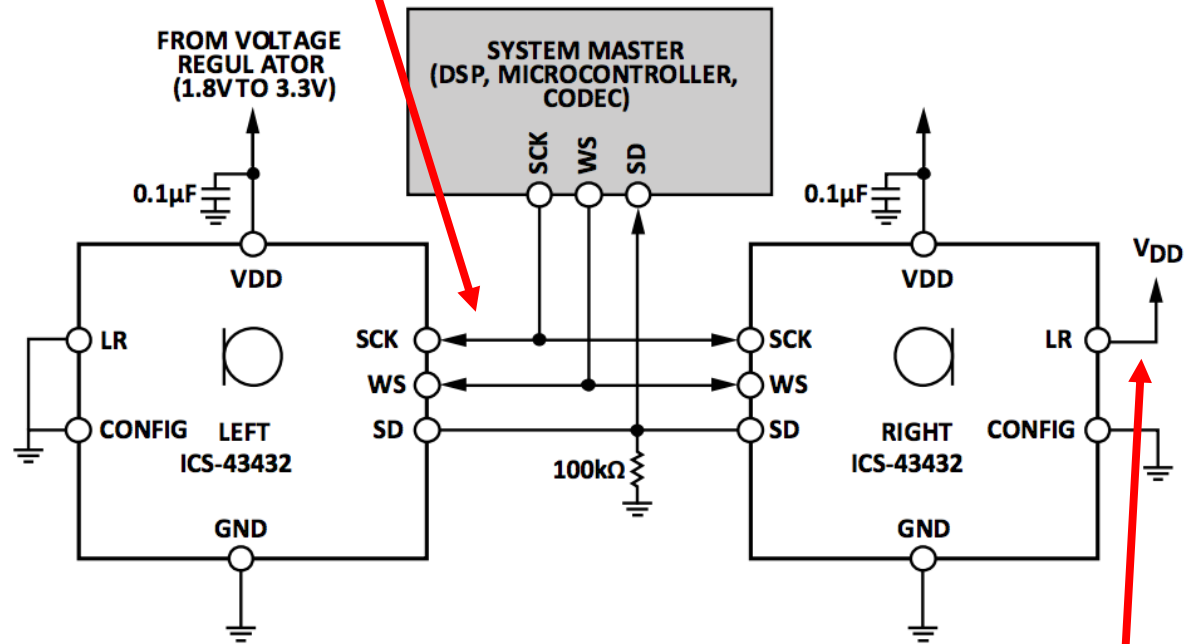 FROM VOLTAGE
REGUL ATOR
(1.8V TO 3.3V)
SYSTEM MASTER
(DSP, MICROCONTROLLER,
CODEC)
SCK
WS
SD
0.1µF
0.1µF
VDD
VDD
VDD
LR
SCK
SCK
LR
WS
WS
CONFIG
LEFT
SD
SD
RIGHT
CONFIG
ICS-43432
100kΩ
ICS-43432
GND
GND